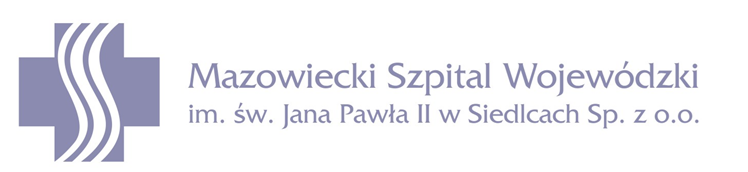 Mazowiecki Szpital Wojewódzki
im. św. Jana Pawła II w Siedlcach Sp. z o.o.